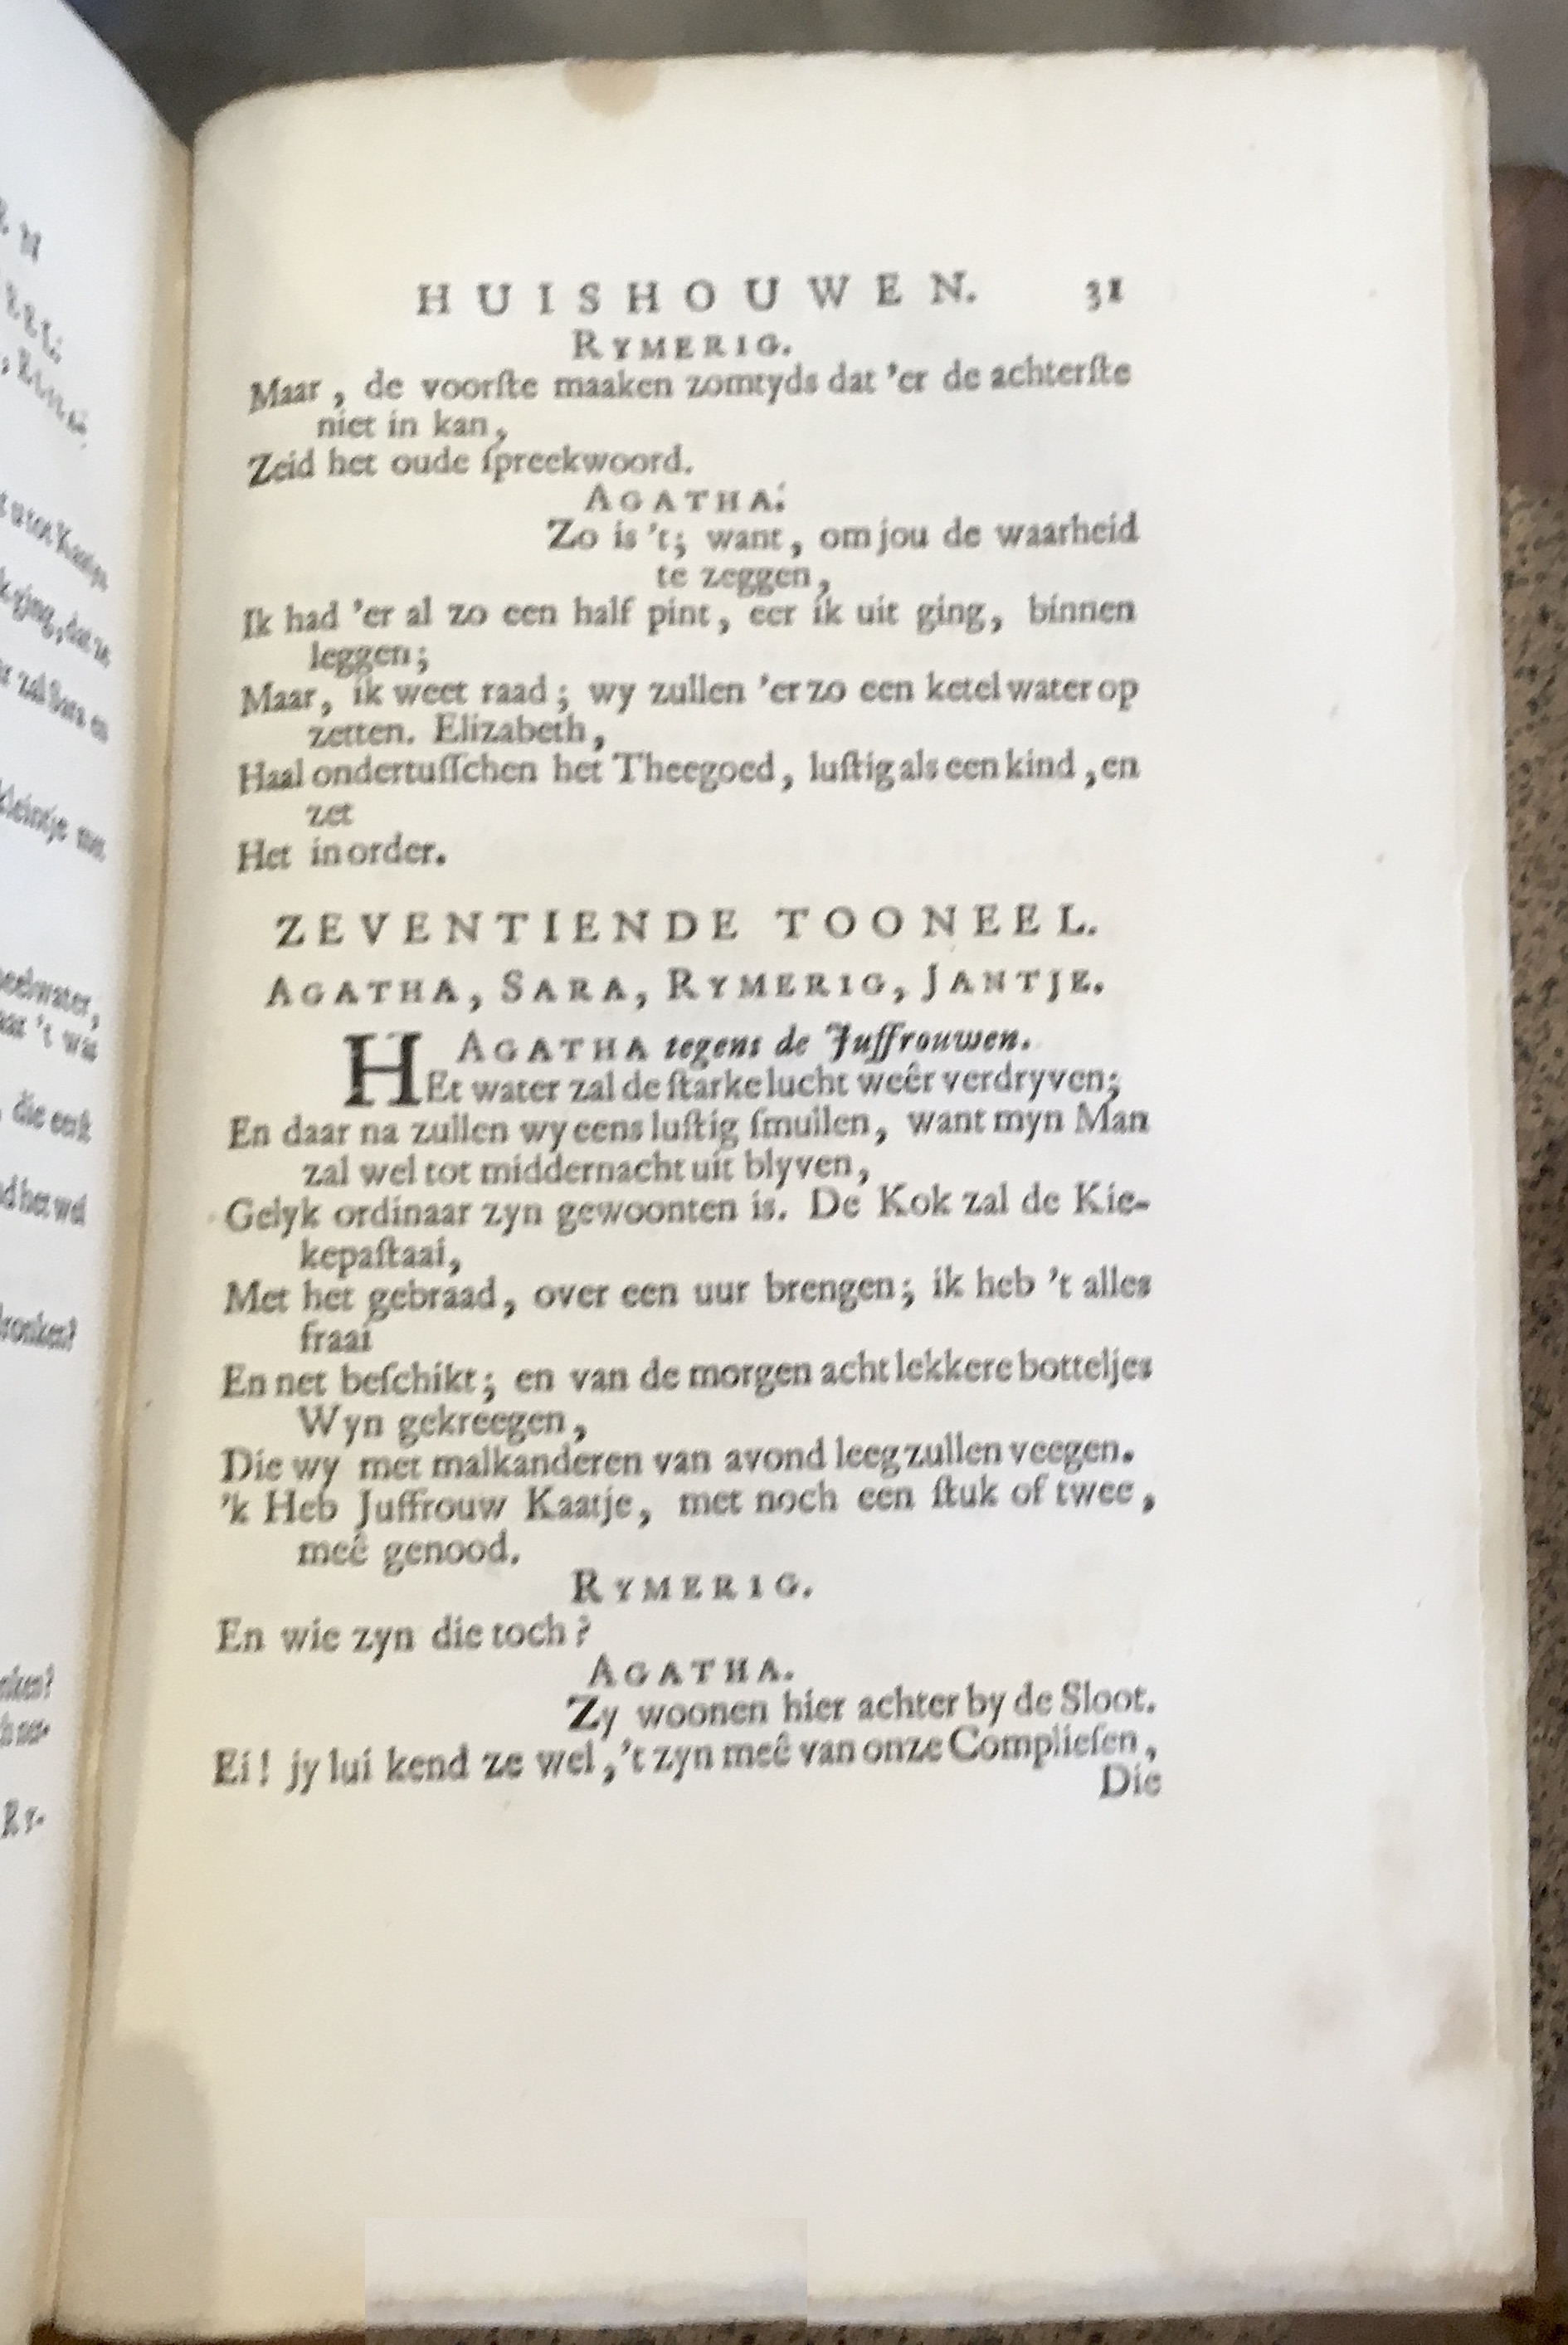 HUISHOUWEN. 31
RYMERIG.
Maar, de voorſte maaken zomtyds dat 'er de achterſte
niet in kan,
Zeid het oude ſpreekwoord.
AGATHA.
Zo is 't; want, om jou de waarheid
te zeggen,
Ik had 'er al zo een half pint, eer ik uit ging, binnen
leggen;
Maar, ik weet raad; wy zullen 'er zo een ketel water op
zetten. Elizabeth,
Haal ondertuſſchen het Theegoed, luſtig als een kind, en
zet
Het in order.
ZEVENTIENDE TOONEEL.
AGATHA, SARA, RYMERIG, JANTJE.
AGATHA tegens de Juffrouwen.
HEt water zal de ſtarke lucht weêr verdryven;
En daar na zullen wy eens luſtig ſmullen, want myn Man
zal wel tot middernacht uit blyven,
Gelyk ordinaar zyn gewoonten is. De Kok zal de Kie-
kepaſtaai,
Met het gebraad, over een uur brengen; ik heb 't alles
fraai
En net beſchikt; en van de morgen acht lekkere botteljes
Wyn gekreegen,
Die wy met malkanderen van avond leeg zullen veegen.
'k Heb Juffrouw Kaatje, met noch een ſtuk of twee,
meê genood.
RYMERIG.
En wie zyn die toch?
AGATHA.
Zy woonen hier achter by de Sloot.
Ei! jy lui kend ze wel, 't zyn meê van onze Complieſen,
Die